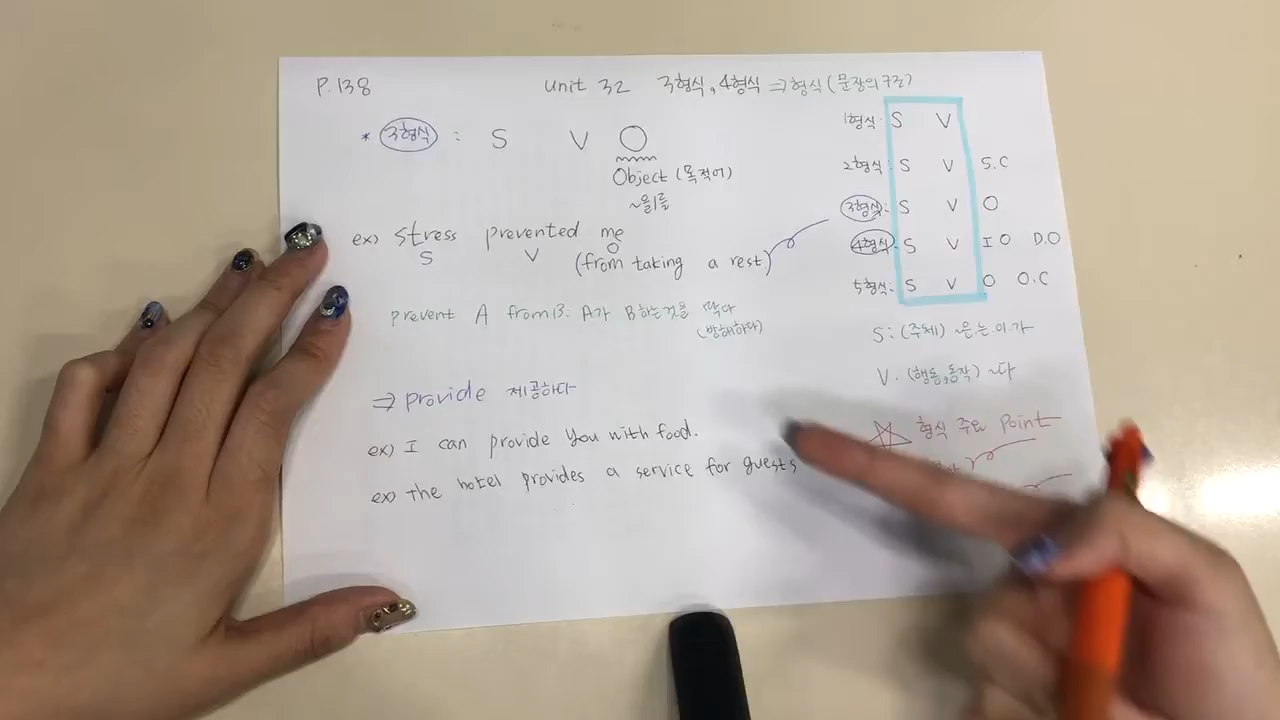 P.138
unit 32 3형식, 4형식 ⇒ 형식 (문장의 구조)
* 3형식 : S V O
Object (목적어)
~을/를
ex) stress prevented me
S V O
(from taking a rest)
prevent A from B: A가 B하는것을 막다
(방해하다)
⇒ provide 제공하다
ex) I can provide you with food.
ex) the hotel provides a service for guests
1형식: S V
2형식: S V S.C
3형식: S V O
4형식: S V I O D.O
5형식: S V O O.C
S: (주체) ~은.는.이.가
V. (행동,동작) ~다
형식 주요 Point